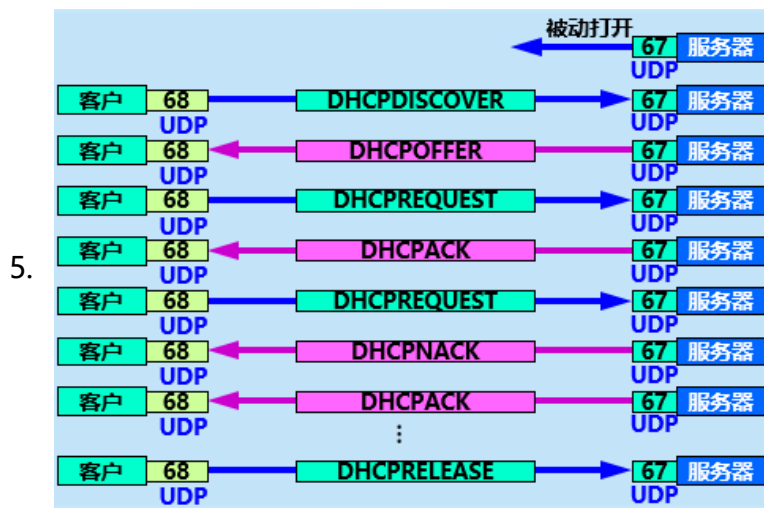 被动打开
67 服务器
UDP
客户 68 DHCPDISCOVER 67 服务器
UDP UDP
客户 68 DHCPOFFER 67 服务器
UDP UDP
客户 68 DHCPREQUEST 67 服务器
UDP UDP
5.
客户 68 DHCPACK 67 服务器
UDP UDP
客户 68 DHCPREQUEST 67 服务器
UDP UDP
客户 68 DHCPNACK 67 服务器
UDP UDP
客户 68 DHCPACK 67 服务器
UDP ⋮ UDP
客户 68 DHCPRELEASE 67 服务器
UDP UDP